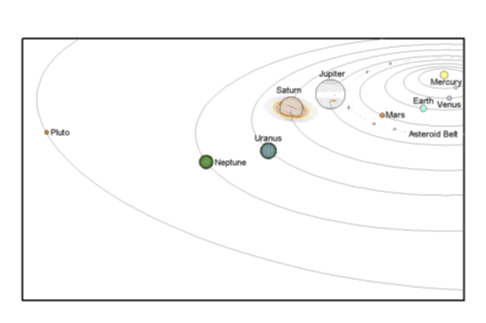 Jupiter
Mercury
Saturn
Earth
Venus
Mars
Pluto
Asteroid Belt
Uranus
Neptune